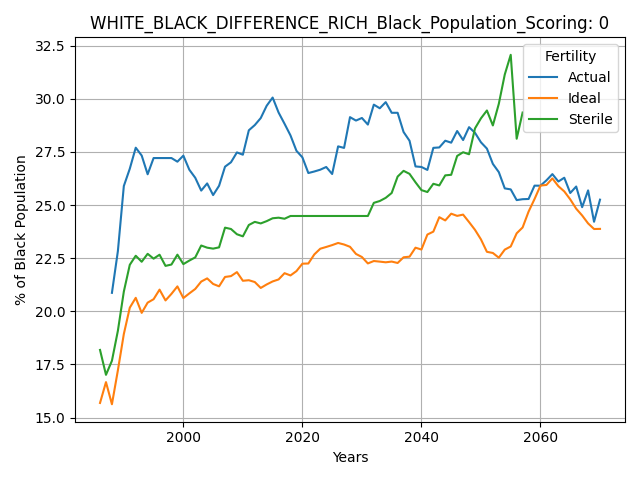 WHITE_BLACK_DIFFERENCE_RICH_Black_Population_Scoring: 0
Fertility
Actual
Ideal
Sterile
% of Black Population
32.5
30.0
27.5
25.0
22.5
20.0
17.5
15.0
2000 2020 2040 2060
Years